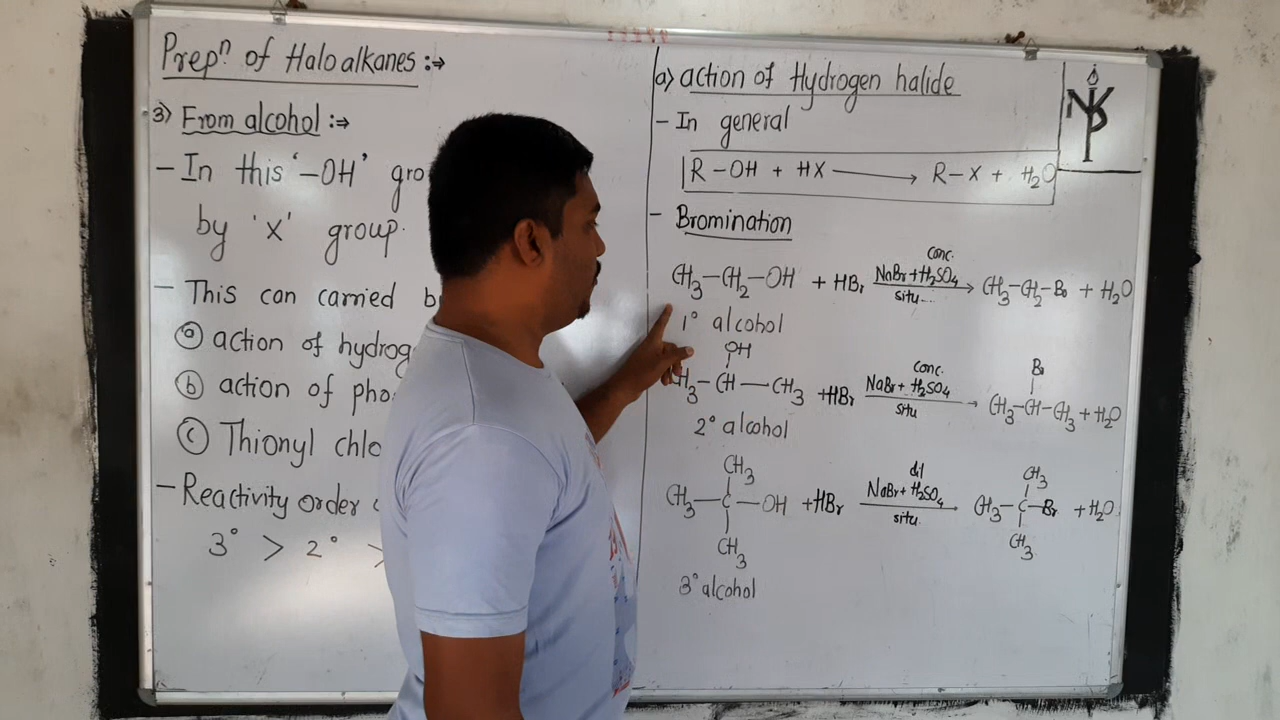 Prepⁿ of Haloalkanes :→
3) From alcohol :→
- In this '-OH'
by 'X' group.
- This can carried
ⓐ action of
ⓑ action of
ⓒ Thionyl
- Reactivity order
3° > 2° >
a) action of Hydrogen halide
- In general
R-OH + HX ⟶ R-X + H₂O
- Bromination
conc.
CH₃-CH₂-OH + HBr NaBr+H₂SO₄ ⟶ CH₃-CH₂-Br + H₂O
situ
1° alcohol
OH conc. Br
CH₃-CH-CH₃ + HBr NaBr+H₂SO₄ ⟶ CH₃-CH-CH₃ + H₂O
situ
2° alcohol
CH₃ dil CH₃
CH₃-C-OH + HBr NaBr+H₂SO₄ ⟶ CH₃-C-Br + H₂O
situ
CH₃ CH₃
3° alcohol